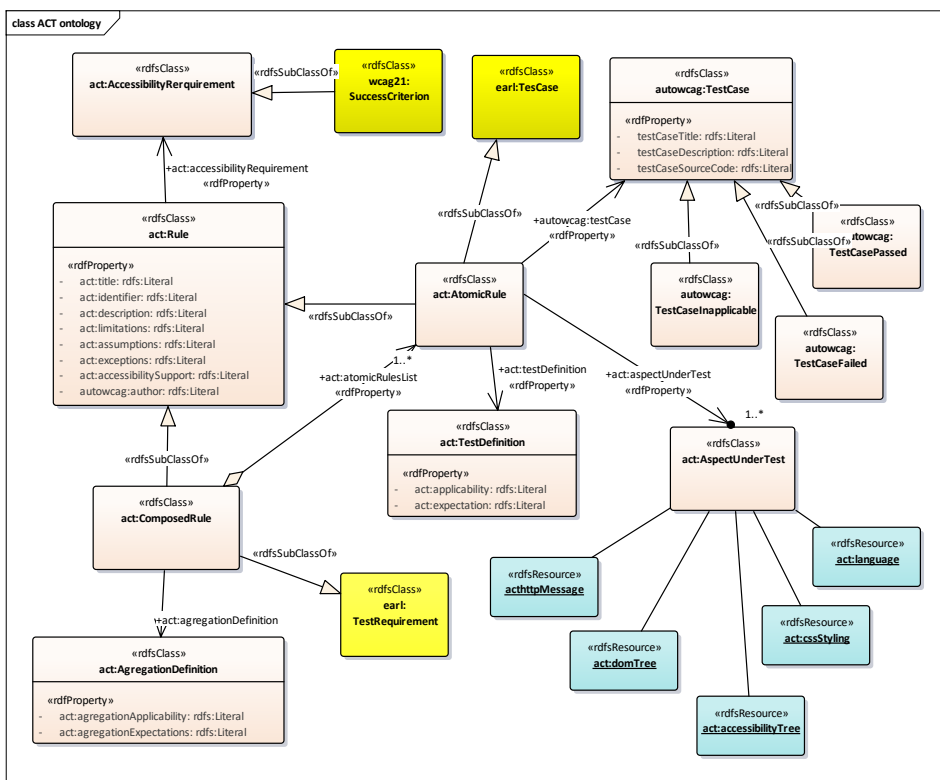 class ACT ontology
«rdfsClass»
act:AccessibilityRerquirement
«rdfsSubClassOf»
«rdfsClass»
wcag21:
SuccessCriterion
«rdfsClass»
earl:TesCase
«rdfsClass»
autowcag:TestCase
«rdfProperty»
- testCaseTitle: rdfs:Literal
- testCaseDescription: rdfs:Literal
- testCaseSourceCode: rdfs:Literal
+act:accessibilityRequirement
«rdfProperty»
«rdfsClass»
act:Rule
«rdfProperty»
- act:title: rdfs:Literal
- act:identifier: rdfs:Literal
- act:description: rdfs:Literal
- act:limitations: rdfs:Literal
- act:assumptions: rdfs:Literal
- act:exceptions: rdfs:Literal
- act:accessibilitySupport: rdfs:Literal
- autowcag:author: rdfs:Literal
«rdfsSubClassOf»
+autowcag:testCase
«rdfProperty»
«rdfsSubClassOf»
«rdfsSubClassOf»
«rdfsSubClassOf»
«rdfsClass»
autowcag:
TestCasePassed
«rdfsClass»
act:AtomicRule
«rdfsClass»
autowcag:
TestCaseInapplicable
«rdfsClass»
autowcag:
TestCaseFailed
«rdfsSubClassOf»
1..*
+act:atomicRulesList
«rdfProperty»
+act:testDefinition
«rdfProperty»
+act:aspectUnderTest
«rdfProperty»
1..*
«rdfsClass»
act:TestDefinition
«rdfProperty»
- act:applicability: rdfs:Literal
- act:expectation: rdfs:Literal
«rdfsClass»
act:AspectUnderTest
«rdfsSubClassOf»
«rdfsClass»
act:ComposedRule
«rdfsSubClassOf»
«rdfsClass»
earl:
TestRequirement
+act:agregationDefinition
«rdfsClass»
act:AgregationDefinition
«rdfProperty»
- act:agregationApplicability: rdfs:Literal
- act:agregationExpectations: rdfs:Literal
«rdfsResource»
acthttpMessage
«rdfsResource»
act:language
«rdfsResource»
act:domTree
«rdfsResource»
act:cssStyling
«rdfsResource»
act:accessibilityTree